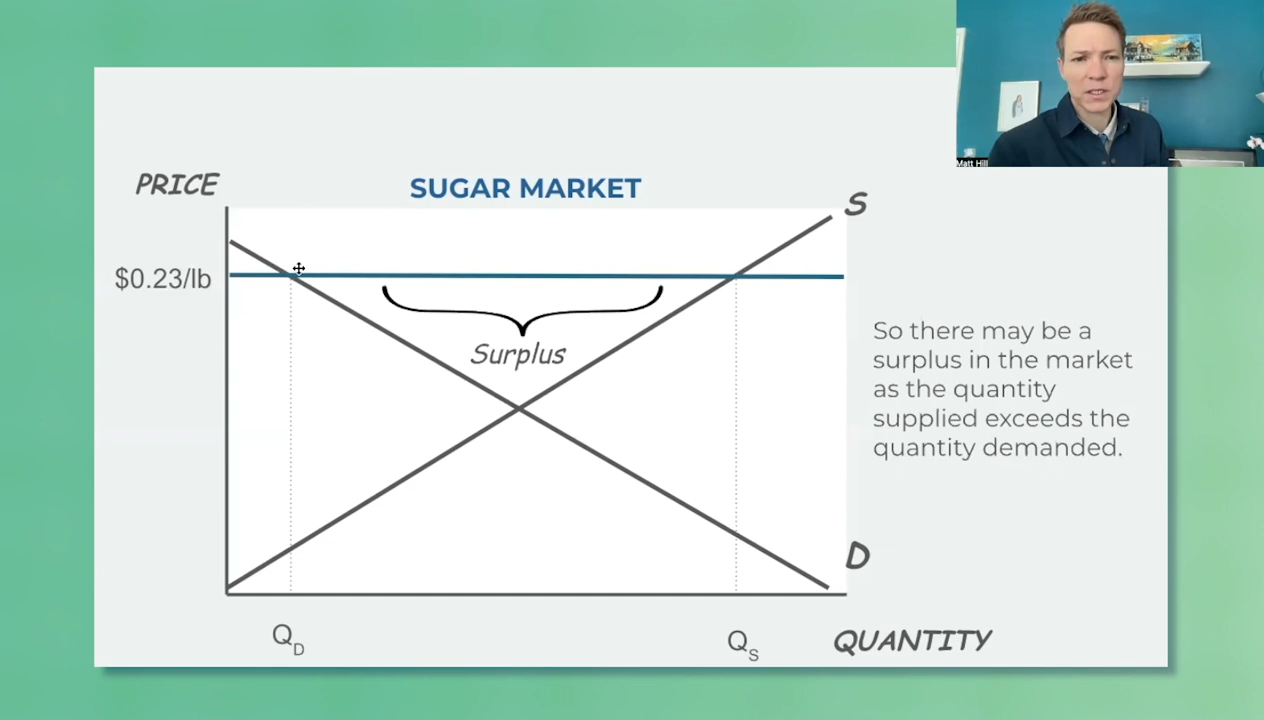 Matt Hill
PRICE
SUGAR MARKET
S
$0.23/lb
Surplus
So there may be a
surplus in the market
as the quantity
supplied exceeds the
quantity demanded.
D
QD
QS
QUANTITY